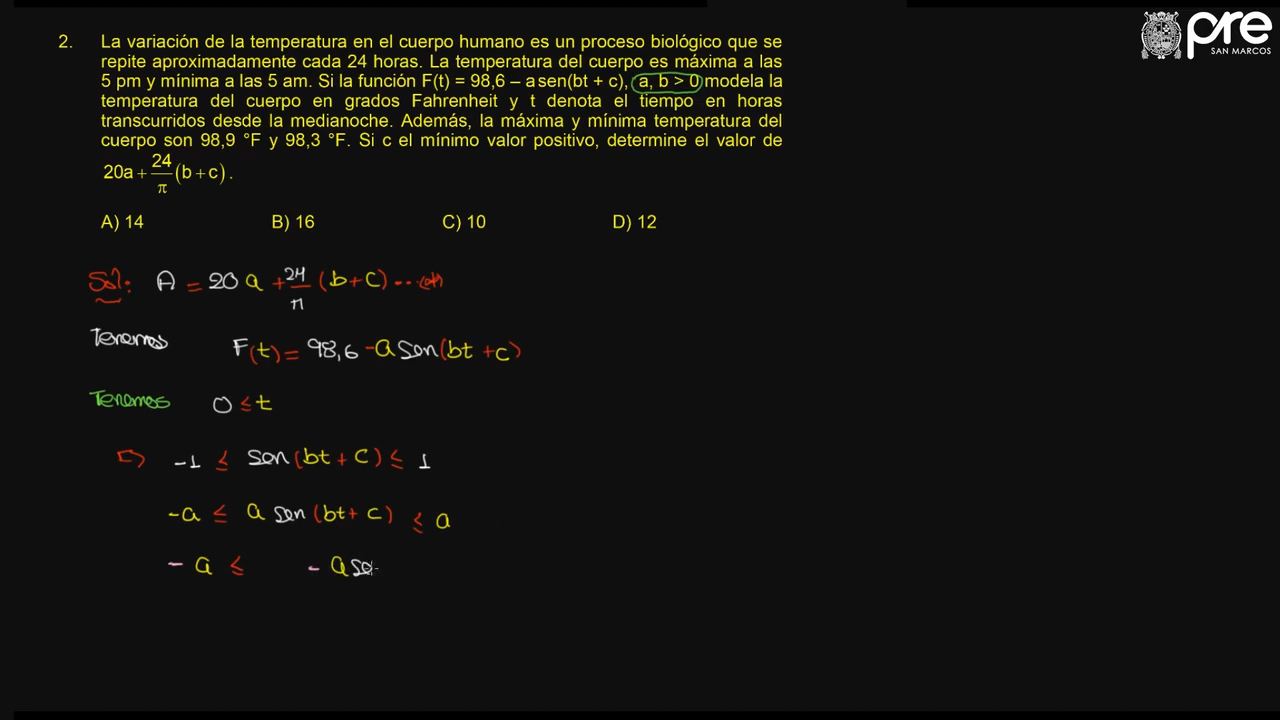 pre
SAN MARCOS
2. La variación de la temperatura en el cuerpo humano es un proceso biológico que se
repite aproximadamente cada 24 horas. La temperatura del cuerpo es máxima a las
5 pm y mínima a las 5 am. Si la función F(t) = 98,6 – a sen(bt + c), a, b > 0 modela la
temperatura del cuerpo en grados Fahrenheit y t denota el tiempo en horas
transcurridos desde la medianoche. Además, la máxima y mínima temperatura del
cuerpo son 98,9 °F y 98,3 °F. Si c el mínimo valor positivo, determine el valor de
20a + 24/π (b + c) .
A) 14 B) 16 C) 10 D) 12
Sol: A = 20 a + 24/π (b + c) ...
Tenemos F(t) = 98,6 - a sen(bt + c)
Tenemos 0 ≤ t
⇨ -1 ≤ sen(bt + c) ≤ 1
-a ≤ a sen(bt + c) ≤ a
- a ≤ - a se